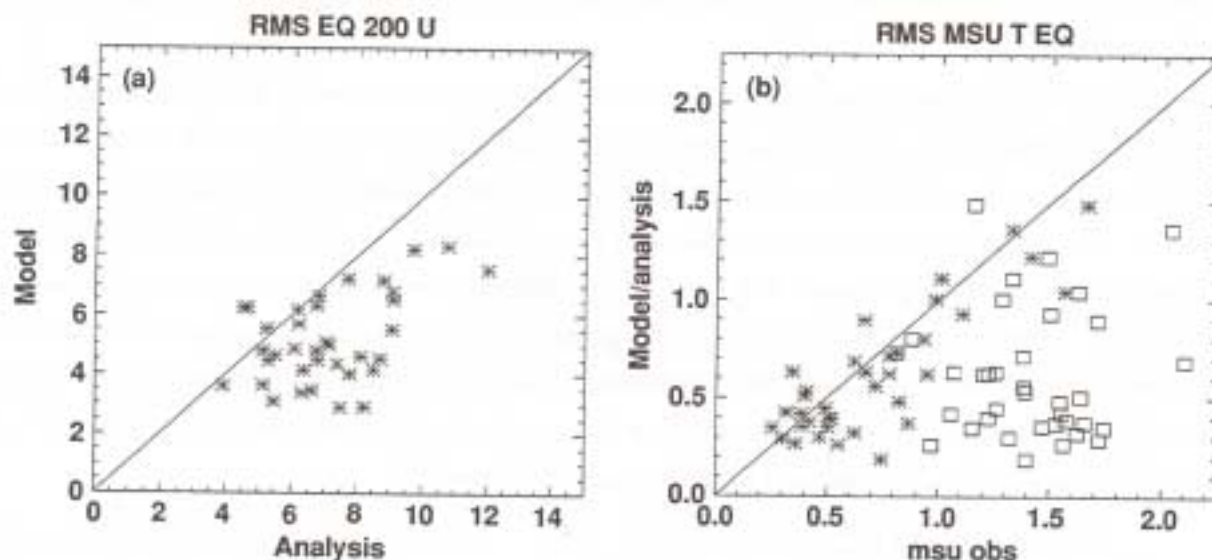 RMS EQ 200 U
(a)
Model
14
12
10
8
6
4
2
0
0 2 4 6 8 10 12 14
Analysis
RMS MSU T EQ
(b)
Model/analysis
2.0
1.5
1.0
0.5
0.0
0.0 0.5 1.0 1.5 2.0
msu obs